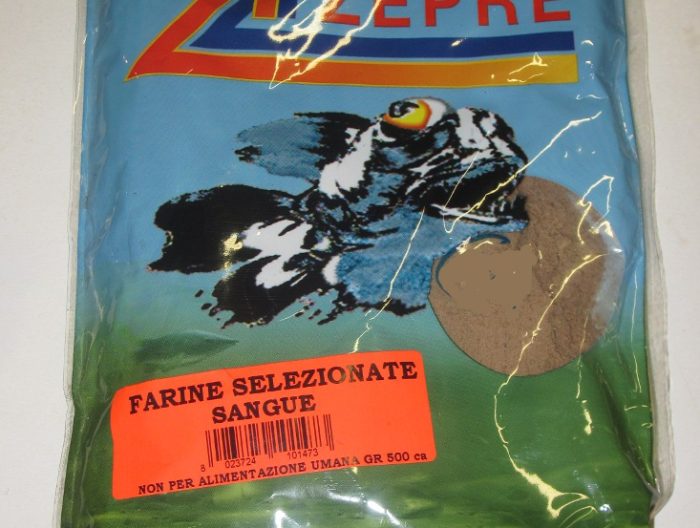 ZEPRE
FARINE SELEZIONATE
SANGUE
8 023724 101473
NON PER ALIMENTAZIONE UMANA GR 500 ca